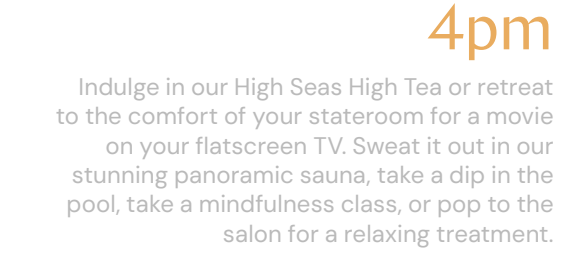 4pm
Indulge in our High Seas High Tea or retreat
to the comfort of your stateroom for a movie
on your flatscreen TV. Sweat it out in our
stunning panoramic sauna, take a dip in the
pool, take a mindfulness class, or pop to the
salon for a relaxing treatment.